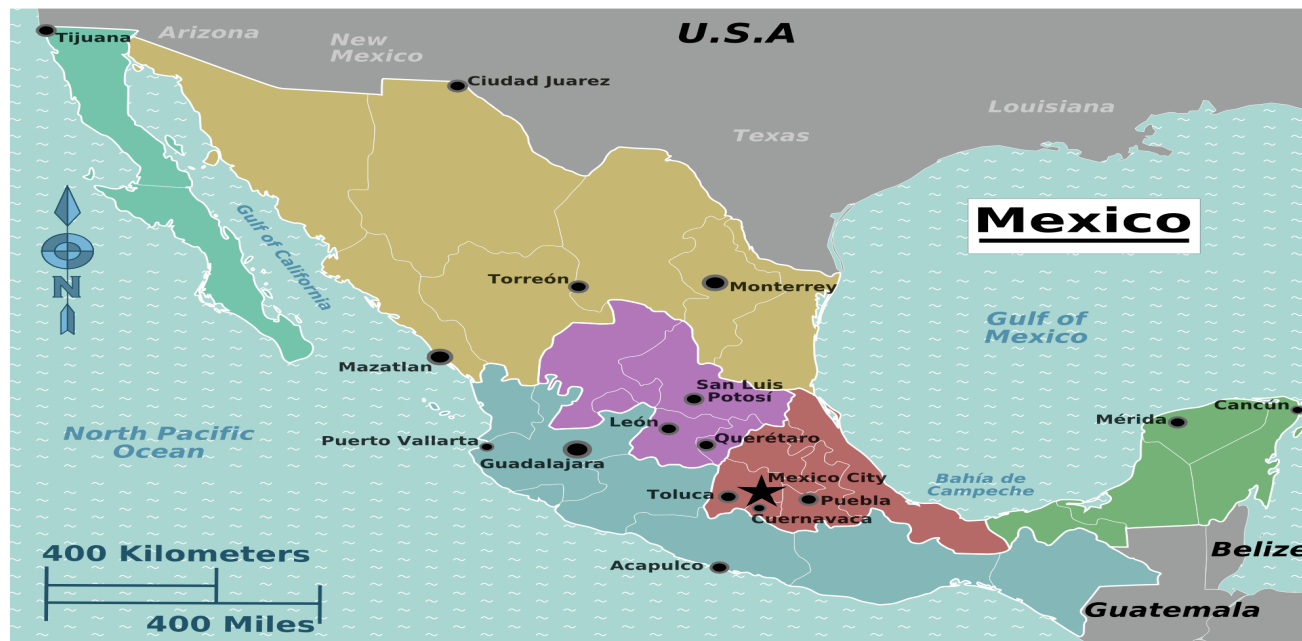 U.S.A
Tijuana
Arizona
New
Mexico
Ciudad Juarez
Louisiana
Texas
Mexico
Gulf of California
N
Torreón
Monterrey
Gulf of
Mexico
Mazatlan
San Luis
Potosí
Cancún
Mérida
León
North Pacific
Ocean
Puerto Vallarta
Querétaro
Guadalajara
Mexico City
Bahía de
Campeche
Toluca
Puebla
Cuernavaca
400 Kilometers
Belize
Acapulco
Guatemala
400 Miles